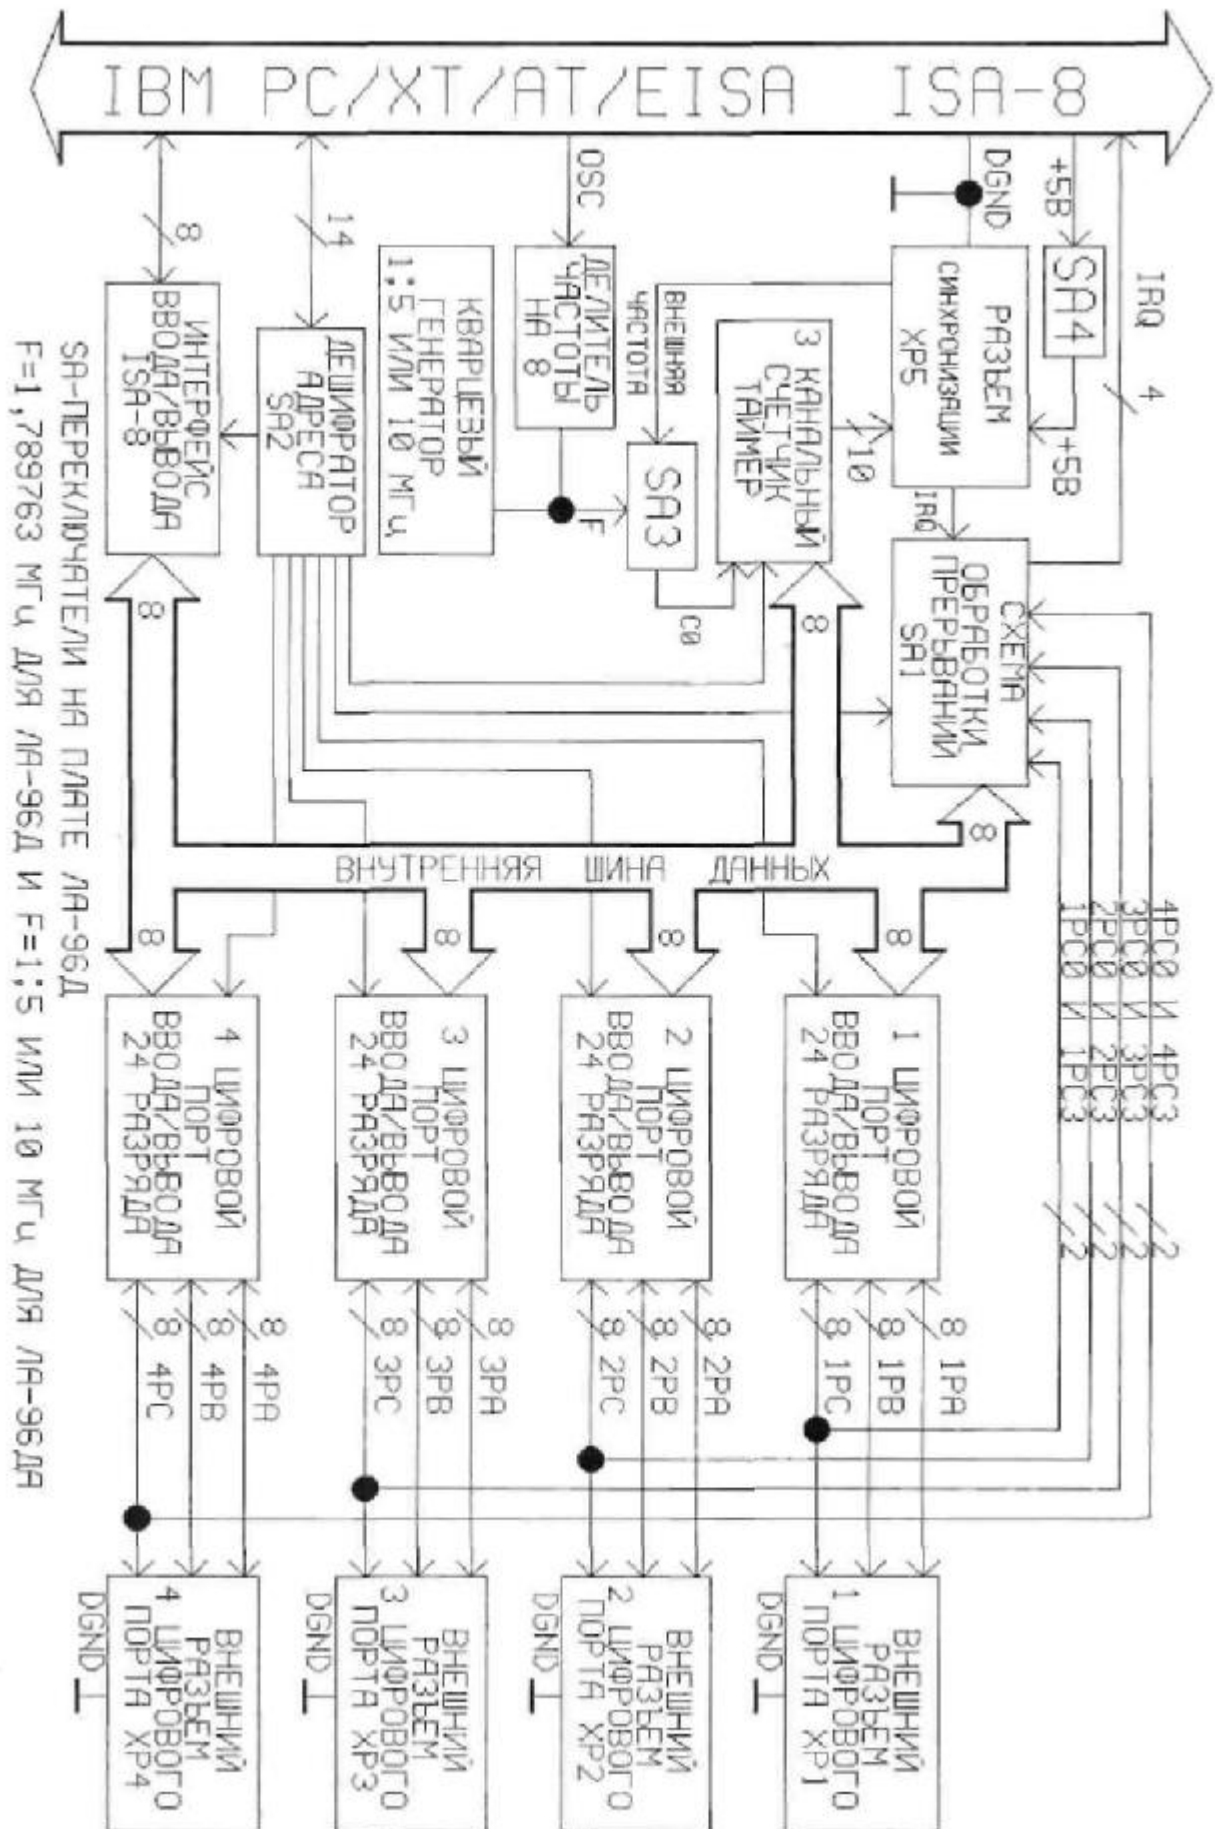 IBM PC/XT/AT/EISA ISA-8
8
ИНТЕРФЕЙС
ВВОДА/ВЫВОДА
ISA-8
14
ДЕШИФРАТОР
АДРЕСА
SA2
КВАРЦЕВЫЙ
ГЕНЕРАТОР
1;5 ИЛИ 10 МГц
OSC
ДЕЛИТЕЛЬ
ЧАСТОТЫ
НА 8
F
ВНЕШНЯЯ
ЧАСТОТА
SA3
C0
3 КАНАЛЬНЫЙ
СЧЕТЧИК
ТАЙМЕР
10
DGND
РАЗЪЕМ
СИНХРОНИЗАЦИИ
XP5
+5В
SA4
+5В
IRQ 4
IRQ
СХЕМА
ОБРАБОТКИ
ПРЕРЫВАНИЙ
SA1
8
8
8
ВНУТРЕННЯЯ ШИНА ДАННЫХ
8
8
8
8
4PC0 И 4PC3
3PC0 И 3PC3
2PC0 И 2PC3
1PC0 И 1PC3
2
2
2
2
1 ЦИФРОВОЙ
ПОРТ
ВВОДА/ВЫВОДА
24 РАЗРЯДА
8 1PA
8 1PB
8 1PC
ВНЕШНИЙ
РАЗЪЕМ
1 ЦИФРОВОГО
ПОРТА XP1
DGND
2 ЦИФРОВОЙ
ПОРТ
ВВОДА/ВЫВОДА
24 РАЗРЯДА
8 2PA
8 2PB
8 2PC
ВНЕШНИЙ
РАЗЪЕМ
2 ЦИФРОВОГО
ПОРТА XP2
DGND
3 ЦИФРОВОЙ
ПОРТ
ВВОДА/ВЫВОДА
24 РАЗРЯДА
8 3PA
8 3PB
8 3PC
ВНЕШНИЙ
РАЗЪЕМ
3 ЦИФРОВОГО
ПОРТА XP3
DGND
4 ЦИФРОВОЙ
ПОРТ
ВВОДА/ВЫВОДА
24 РАЗРЯДА
8 4PA
8 4PB
8 4PC
ВНЕШНИЙ
РАЗЪЕМ
4 ЦИФРОВОГО
ПОРТА XP4
DGND
SA-ПЕРЕКЛЮЧАТЕЛИ НА ПЛАТЕ ЛА-96Д
F=1,789763 МГц ДЛЯ ЛА-96Д И F=1;5 ИЛИ 10 МГц ДЛЯ ЛА-96ДА